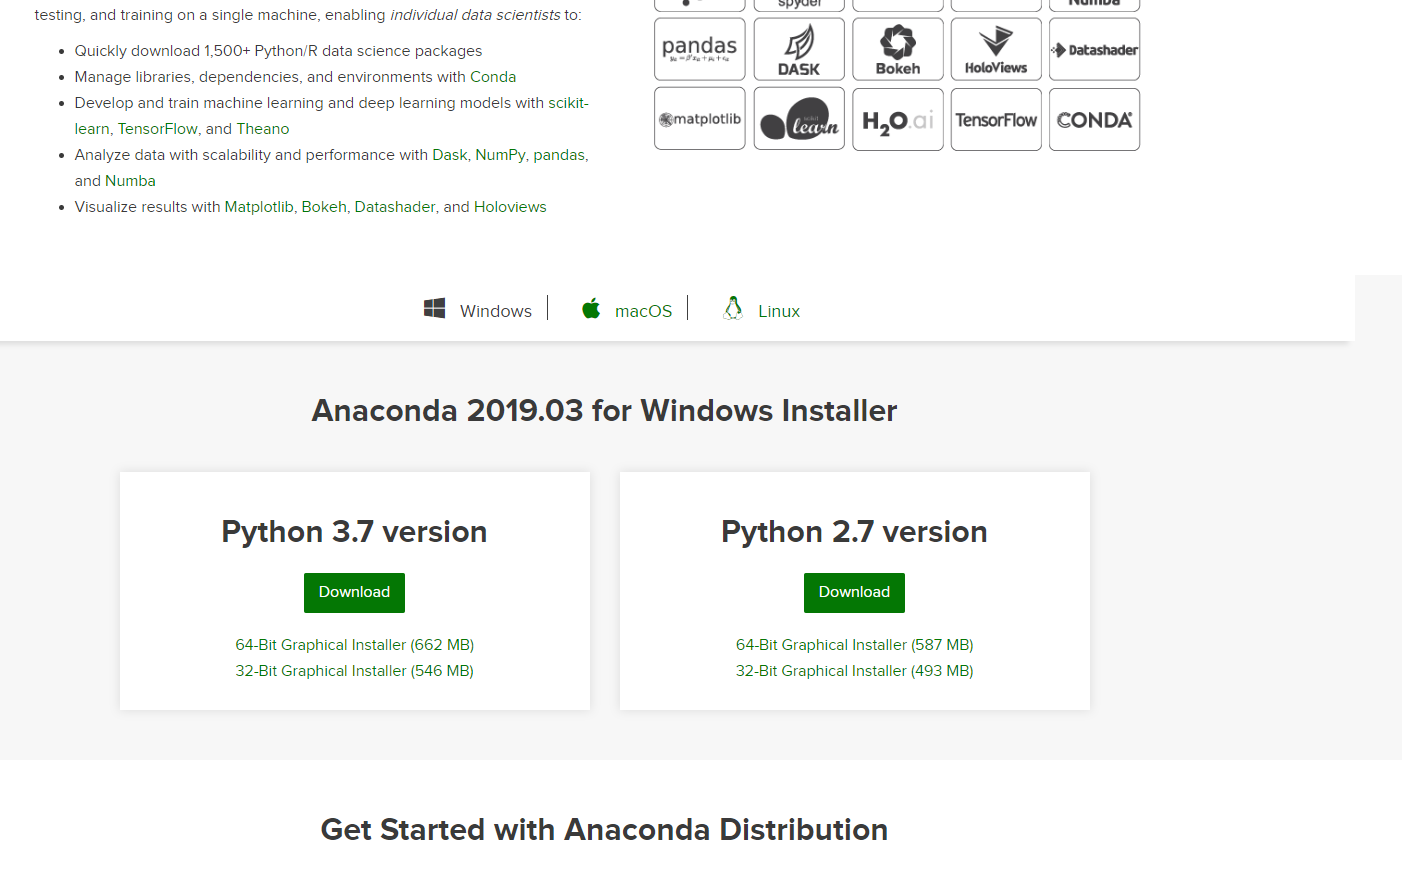 testing, and training on a single machine, enabling individual data scientists to:
Quickly download 1,500+ Python/R data science packages
Manage libraries, dependencies, and environments with Conda
Develop and train machine learning and deep learning models with scikit-
learn, TensorFlow, and Theano
Analyze data with scalability and performance with Dask, NumPy, pandas,
and Numba
Visualize results with Matplotlib, Bokeh, Datashader, and Holoviews
spyder
Numba
pandas
DASK
Bokeh
HoloViews
Datashader
matplotlib
scikit
learn
H2O.ai
TensorFlow
CONDA
Windows
macOS
Linux
Anaconda 2019.03 for Windows Installer
Python 3.7 version
Download
64-Bit Graphical Installer (662 MB)
32-Bit Graphical Installer (546 MB)
Python 2.7 version
Download
64-Bit Graphical Installer (587 MB)
32-Bit Graphical Installer (493 MB)
Get Started with Anaconda Distribution